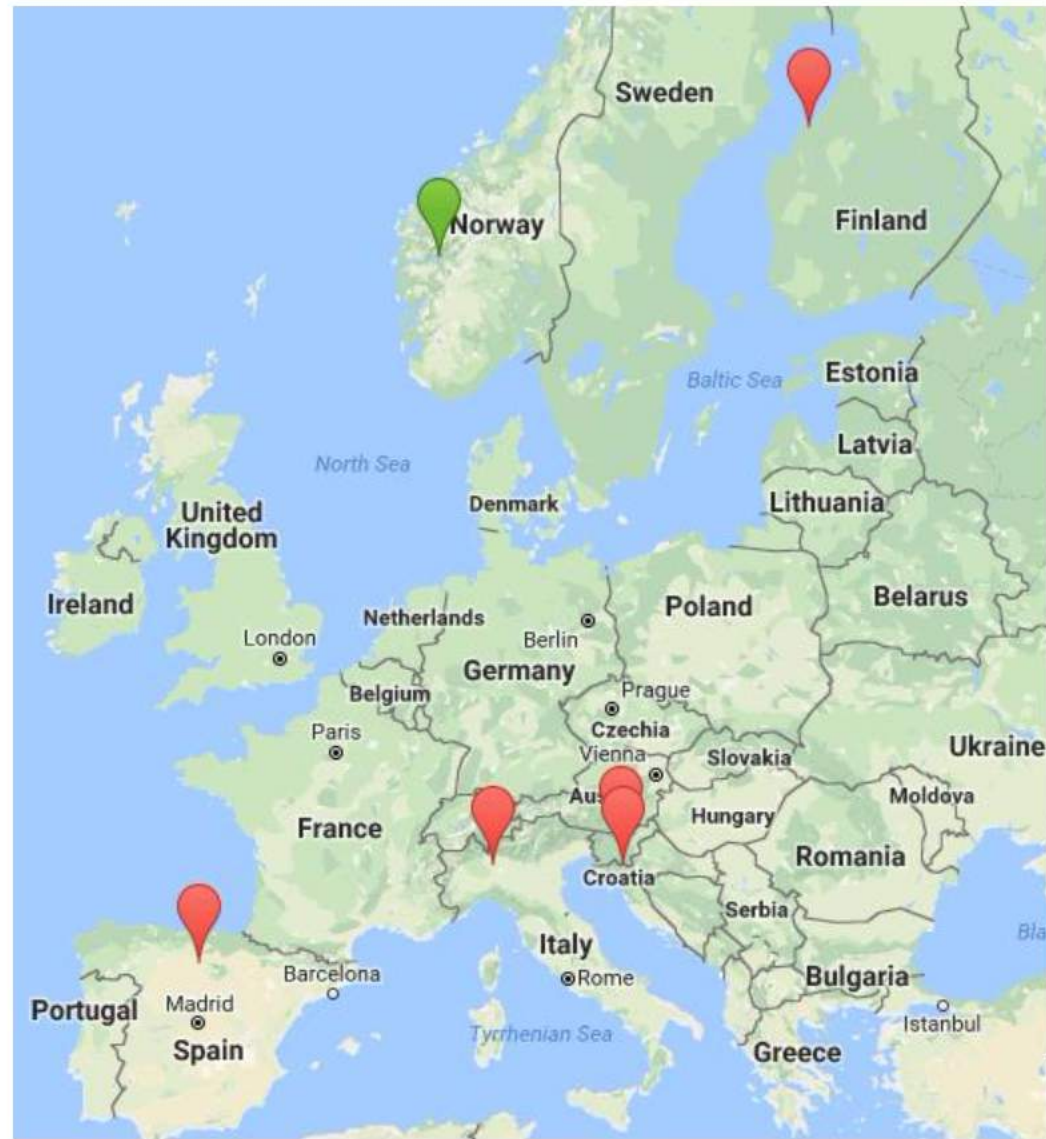 Sweden
Norway
Finland
Baltic Sea
Estonia
Latvia
North Sea
Denmark
Lithuania
United
Kingdom
Ireland
Netherlands
Poland
Belarus
London
Berlin
Germany
Belgium
Prague
Czechia
Paris
Vienna
Slovakia
Ukraine
Aus
Hungary
Moldova
France
Romania
Croatia
Serbia
Italy
Bla
Barcelona
Rome
Bulgaria
Portugal
Madrid
Istanbul
Spain
Tyrrhenian Sea
Greece